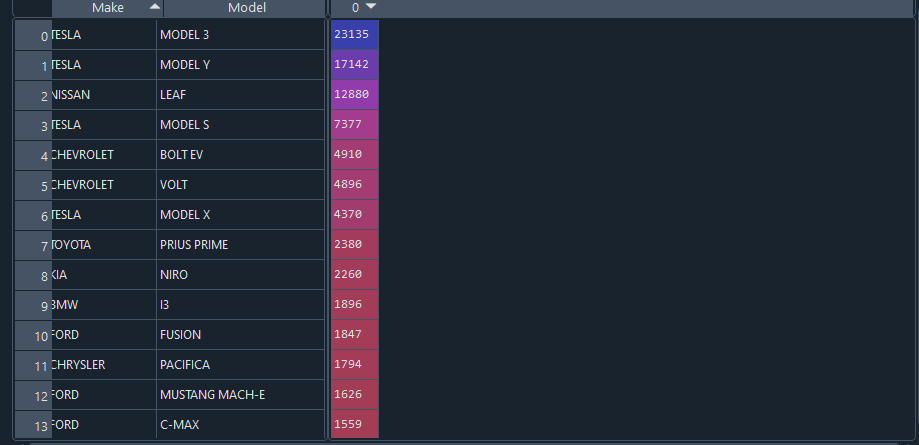 Make Model 0
0 TESLA MODEL 3 23135
1 TESLA MODEL Y 17142
2 NISSAN LEAF 12880
3 TESLA MODEL S 7377
4 CHEVROLET BOLT EV 4910
5 CHEVROLET VOLT 4896
6 TESLA MODEL X 4370
7 TOYOTA PRIUS PRIME 2380
8 KIA NIRO 2260
9 BMW I3 1896
10 FORD FUSION 1847
11 CHRYSLER PACIFICA 1794
12 FORD MUSTANG MACH-E 1626
13 FORD C-MAX 1559